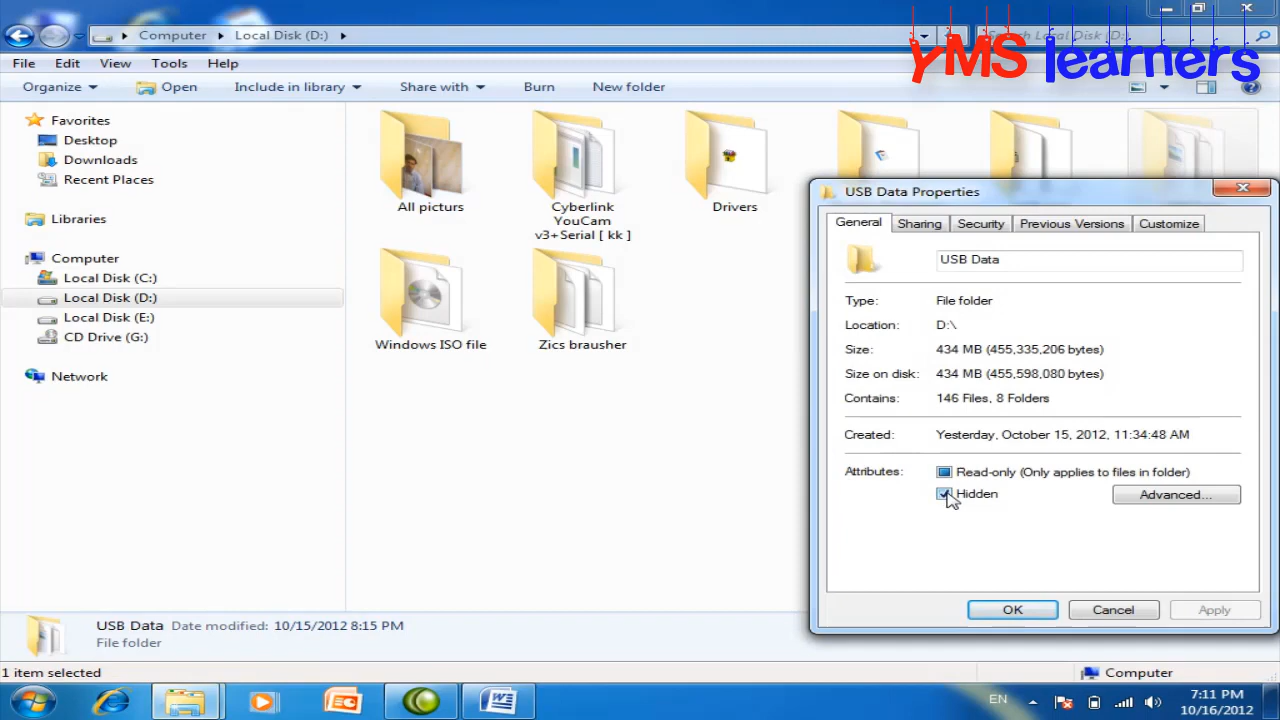 Computer
Local Disk (D:)
Search Local Disk (D:)
YMS learners
File Edit View Tools Help
Organize Open Include in library Share with Burn New folder
Favorites
Desktop
Downloads
Recent Places
Libraries
Computer
Local Disk (C:)
Local Disk (D:)
Local Disk (E:)
CD Drive (G:)
Network
All picturs
Cyberlink
YouCam
v3+Serial [ kk ]
Drivers
Windows ISO file
Zics brausher
USB Data Properties
General Sharing Security Previous Versions Customize
USB Data
Type: File folder
Location: D:\
Size: 434 MB (455,335,206 bytes)
Size on disk: 434 MB (455,598,080 bytes)
Contains: 146 Files, 8 Folders
Created: Yesterday, October 15, 2012, 11:34:48 AM
Attributes: Read-only (Only applies to files in folder)
Hidden Advanced...
OK Cancel Apply
USB Data Date modified: 10/15/2012 8:15 PM
File folder
1 item selected Computer
EN 7:11 PM
10/16/2012